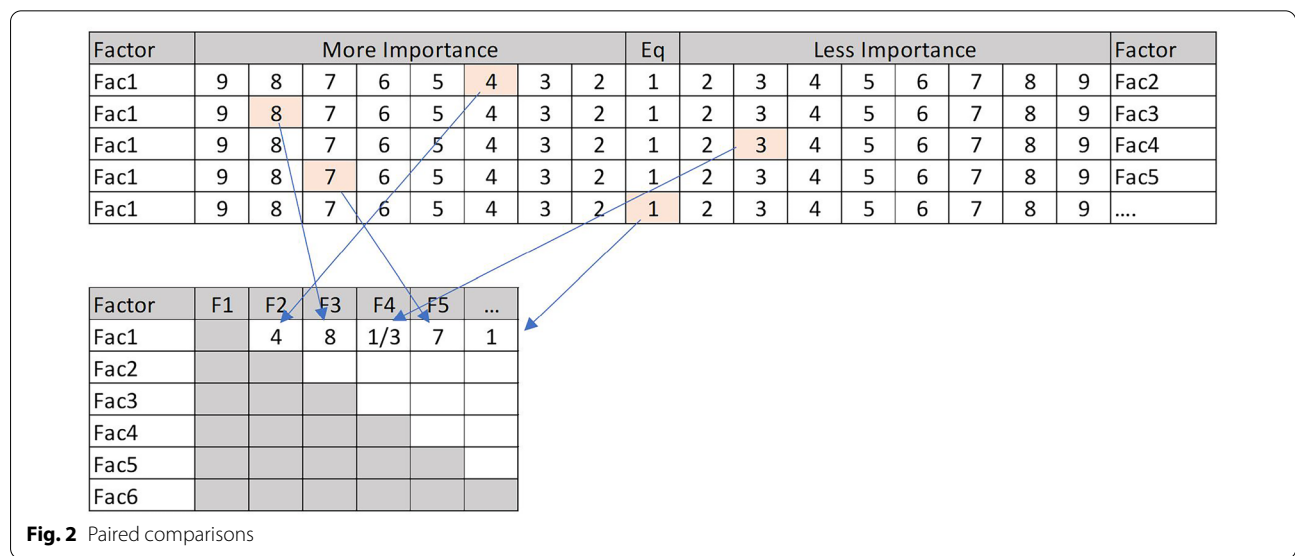 Factor More Importance Eq Less Importance Factor
Fac1 9 8 7 6 5 4 3 2 1 2 3 4 5 6 7 8 9 Fac2
Fac1 9 8 7 6 5 4 3 2 1 2 3 4 5 6 7 8 9 Fac3
Fac1 9 8 7 6 5 4 3 2 1 2 3 4 5 6 7 8 9 Fac4
Fac1 9 8 7 6 5 4 3 2 1 2 3 4 5 6 7 8 9 Fac5
Fac1 9 8 7 6 5 4 3 2 1 2 3 4 5 6 7 8 9 ....
Factor F1 F2 F3 F4 F5 ...
Fac1 4 8 1/3 7 1
Fac2
Fac3
Fac4
Fac5
Fac6
Fig. 2 Paired comparisons